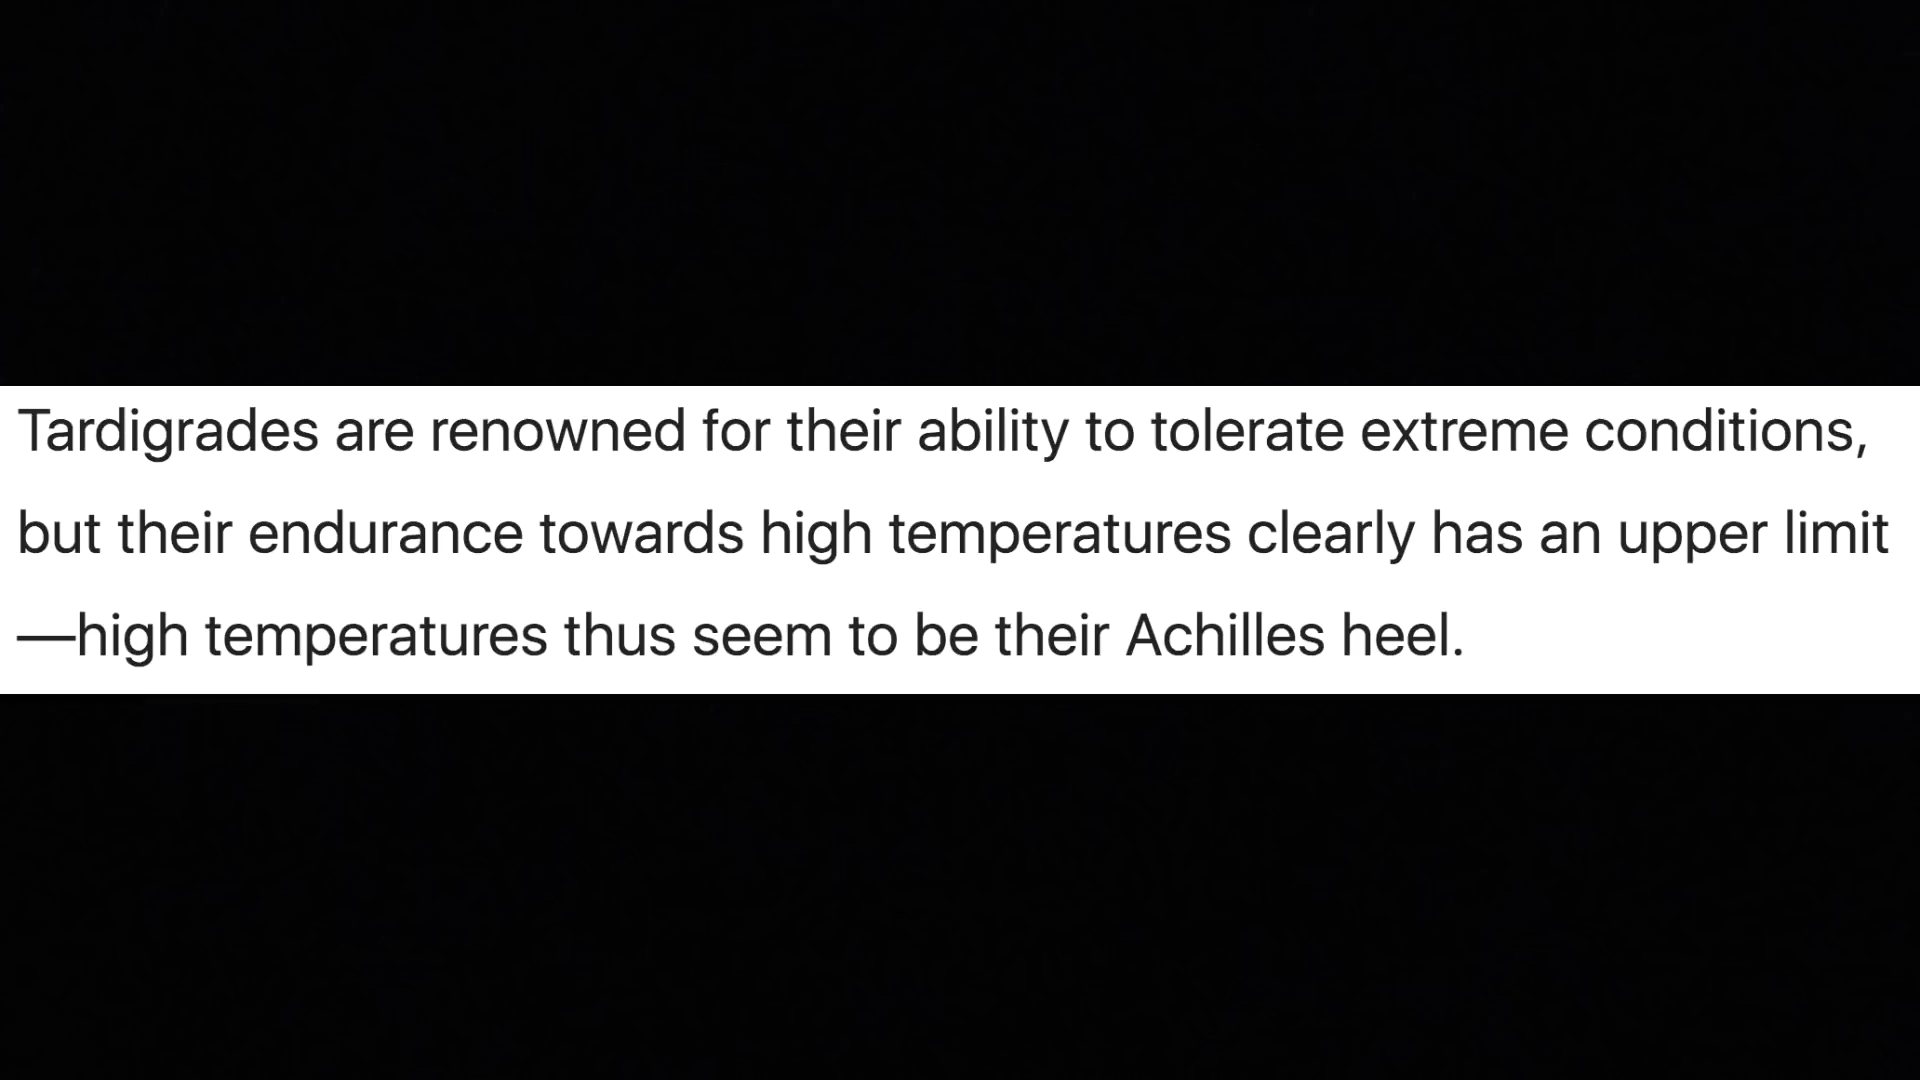 Tardigrades are renowned for their ability to tolerate extreme conditions,
but their endurance towards high temperatures clearly has an upper limit
—high temperatures thus seem to be their Achilles heel.